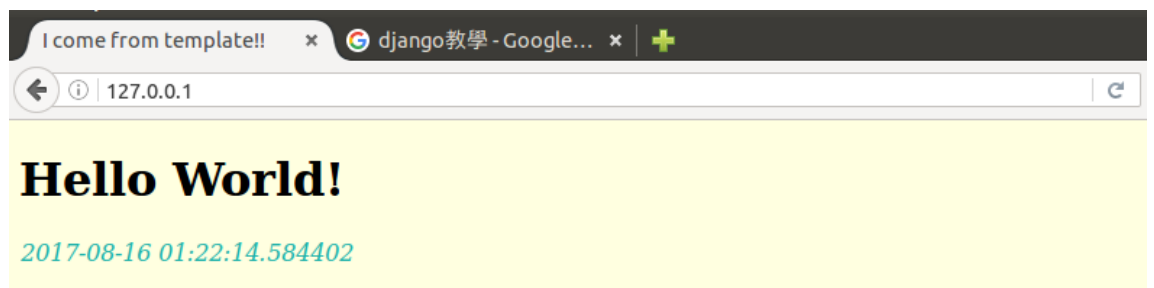 I come from template!!
django教學 - Google...
127.0.0.1
Hello World!
2017-08-16 01:22:14.584402